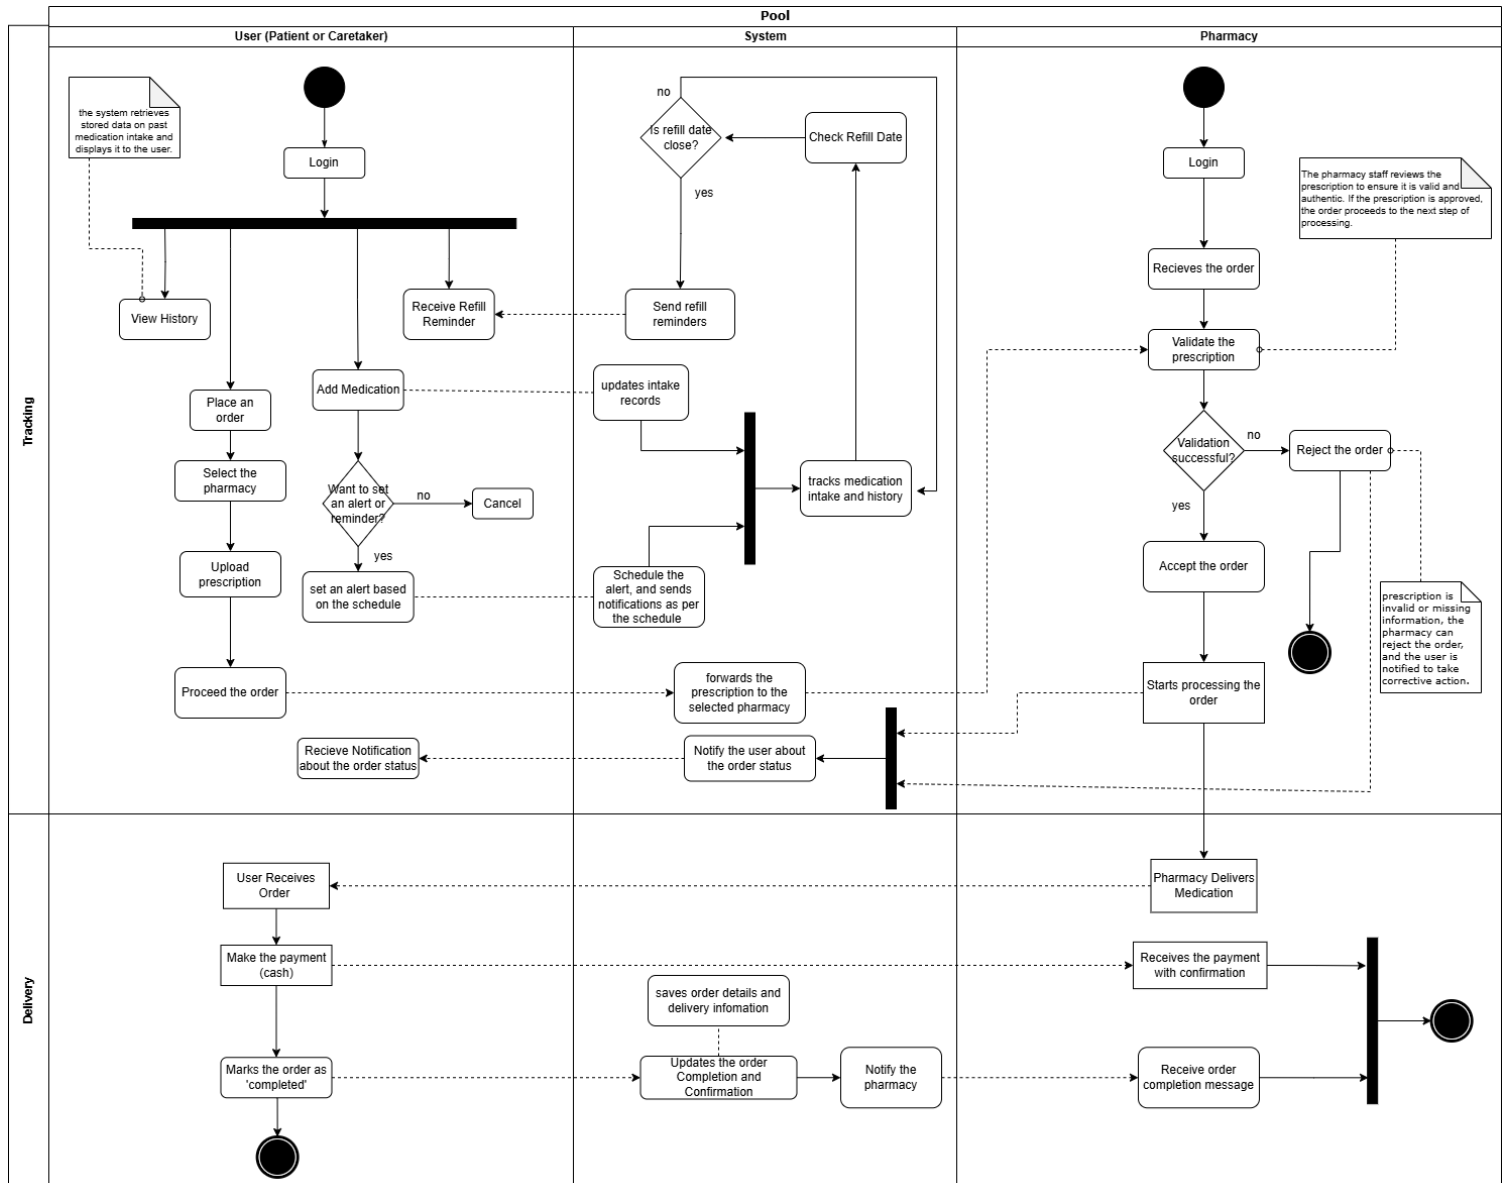 Pool
User (Patient or Caretaker)
System
Pharmacy
Tracking
the system retrieves
stored data on past
medication intake and
displays it to the user.
Login
View History
Receive Refill
Reminder
Add Medication
Place an
order
Select the
pharmacy
Upload
prescription
Proceed the order
Want to set
an alert or
reminder?
no
Cancel
yes
set an alert based
on the schedule
Recieve Notification
about the order status
no
Is refill date
close?
Check Refill Date
yes
Send refill
reminders
updates intake
records
tracks medication
intake and history
Schedule the
alert, and sends
notifications as per
the schedule
forwards the
prescription to the
selected pharmacy
Notify the user about
the order status
Login
The pharmacy staff reviews the
prescription to ensure it is valid and
authentic. If the prescription is approved,
the order proceeds to the next step of
processing.
Recieves the order
Validate the
prescription
Validation
successful?
no
Reject the order
yes
Accept the order
prescription is
invalid or missing
information, the
pharmacy can
reject the order,
and the user is
notified to take
corrective action.
Starts processing the
order
Delivery
User Receives
Order
Make the payment
(cash)
Marks the order as
'completed'
saves order details and
delivery infomation
Updates the order
Completion and
Confirmation
Notify the
pharmacy
Pharmacy Delivers
Medication
Receives the payment
with confirmation
Receive order
completion message